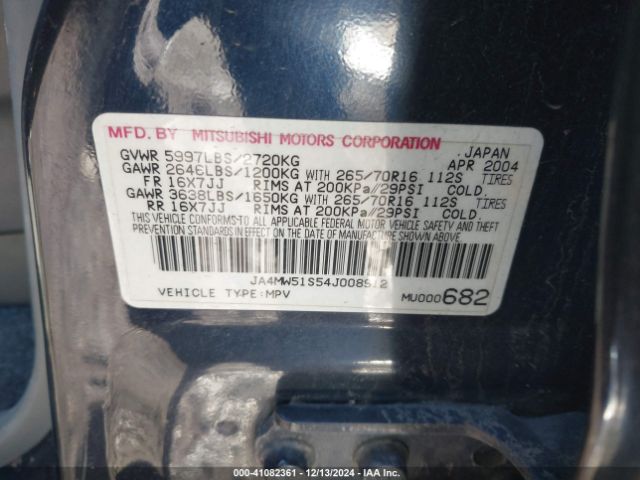 MFD. BY MITSUBISHI MOTORS CORPORATION JAPAN
GVWR 5997LBS/2720KG APR 2004
GAWR 2646LBS/1200KG WITH 265/70R16 112S TIRES
FR 16X7JJ RIMS AT 200KPa//29PSI COLD.
GAWR 3638LBS/1650KG WITH 265/70R16 112S TIRES
RR 16X7JJ RIMS AT 200KPa//29PSI COLD.
THIS VEHICLE CONFORMS TO ALL APPLICABLE FEDERAL MOTOR VEHICLE SAFETY AND THEFT
PREVENTION STANDARDS IN EFFECT ON THE DATE OF MANUFACTURE SHOWN ABOVE.
VEHICLE TYPE:MPV MU000682
000-41082361 - 12/13/2024 - IAA Inc.